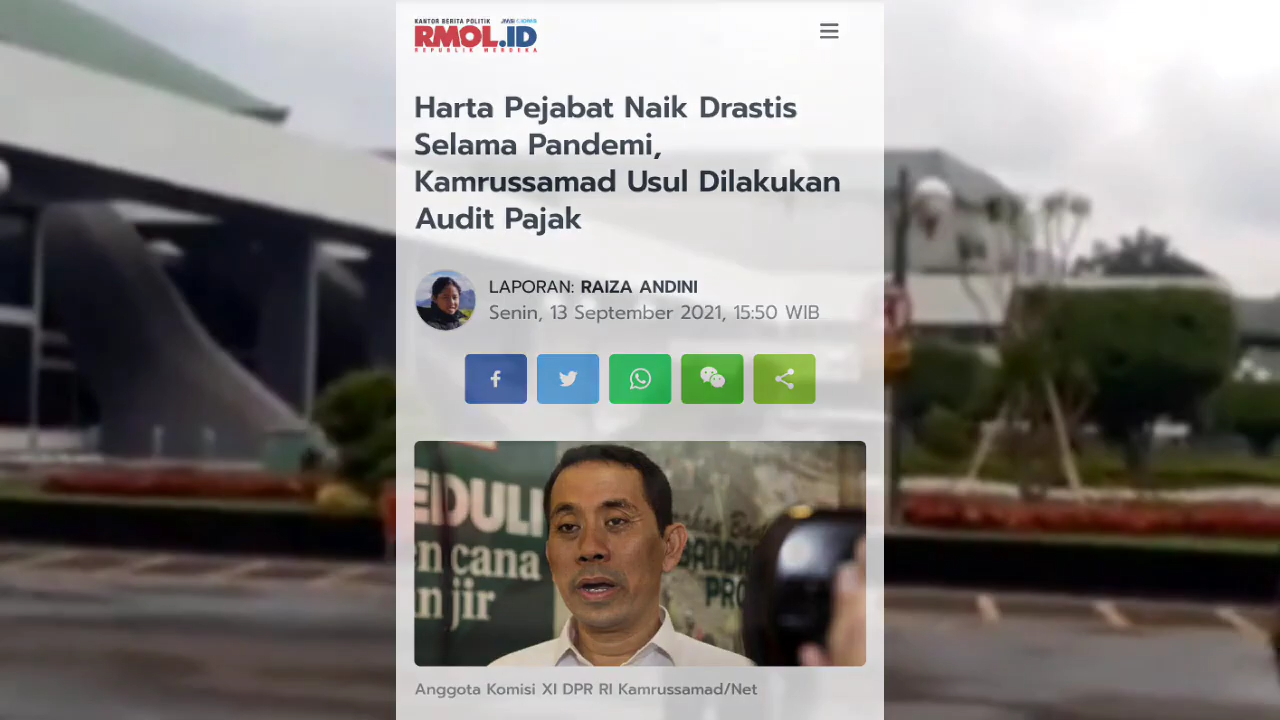 KANTOR BERITA POLITIK
RMOL.ID
REPUBLIK MERDEKA
Harta Pejabat Naik Drastis
Selama Pandemi,
Kamrussamad Usul Dilakukan
Audit Pajak
LAPORAN: RAIZA ANDINI
Senin, 13 September 2021, 15:50 WIB
EDULI
cana
jir
Anggota Komisi XI DPR RI Kamrussamad/Net